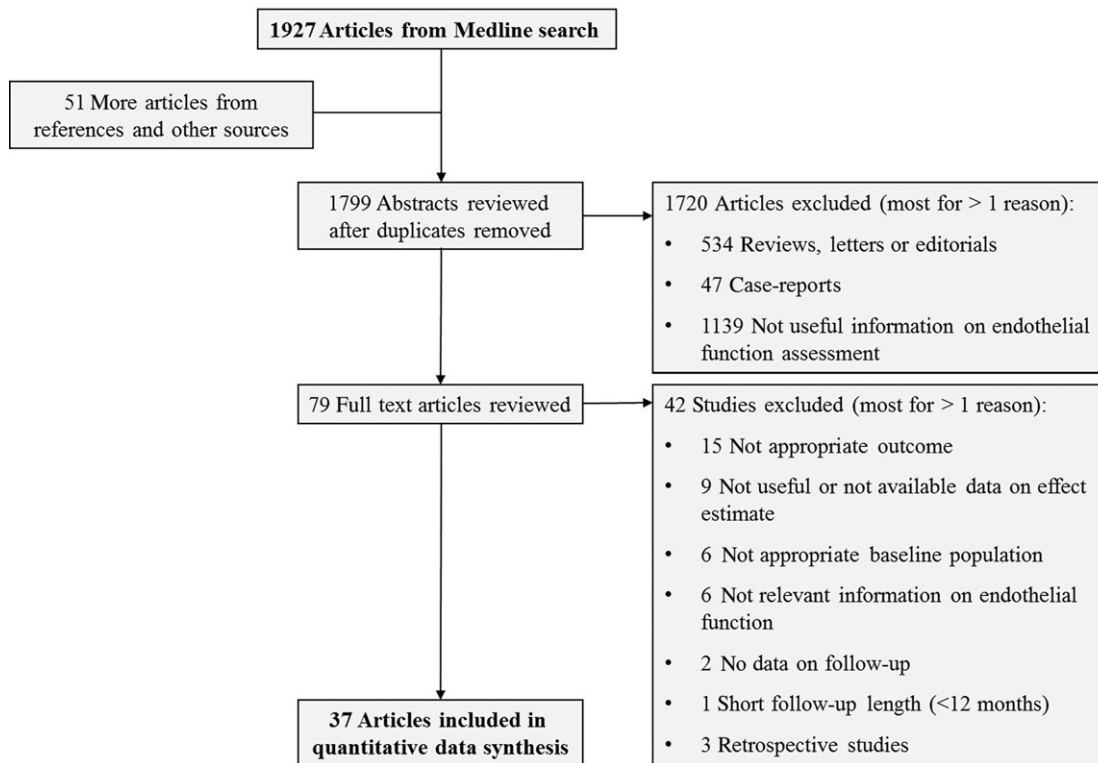 1927 Articles from Medline search
51 More articles from
references and other sources
1799 Abstracts reviewed
after duplicates removed
1720 Articles excluded (most for > 1 reason):
• 534 Reviews, letters or editorials
• 47 Case-reports
• 1139 Not useful information on endothelial
function assessment
79 Full text articles reviewed
42 Studies excluded (most for > 1 reason):
• 15 Not appropriate outcome
• 9 Not useful or not available data on effect
estimate
• 6 Not appropriate baseline population
• 6 Not relevant information on endothelial
function
• 2 No data on follow-up
• 1 Short follow-up length (<12 months)
• 3 Retrospective studies
37 Articles included in
quantitative data synthesis